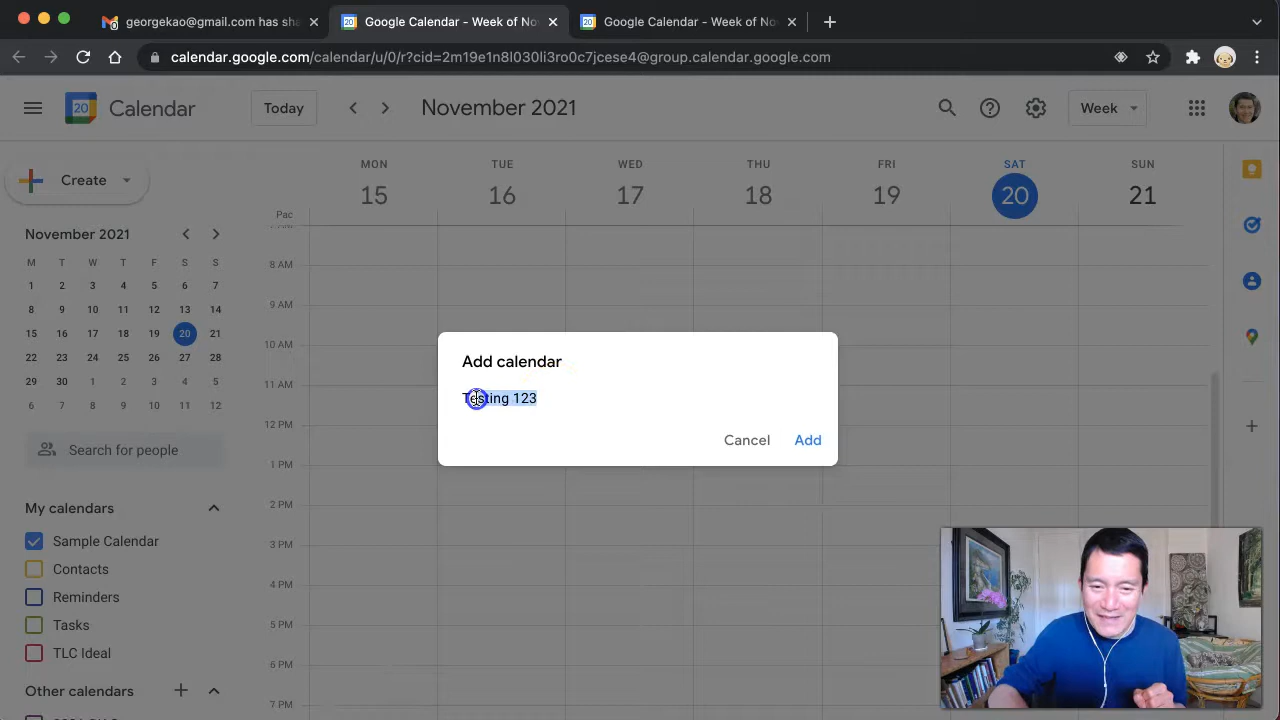 georgekao@gmail.com has sha
Google Calendar - Week of No
Google Calendar - Week of No
calendar.google.com/calendar/u/0/r?cid=2m19e1n8l030li3ro0c7jcese4@group.calendar.google.com
Calendar
Today
November 2021
Week
Create
MON
TUE
WED
THU
FRI
SAT
SUN
15
16
17
18
19
20
21
Pac
November 2021
M T W T F S S
1 2 3 4 5 6 7
8 9 10 11 12 13 14
15 16 17 18 19 20 21
22 23 24 25 26 27 28
29 30 1 2 3 4 5
6 7 8 9 10 11 12
8 AM
9 AM
10 AM
11 AM
12 PM
1 PM
2 PM
3 PM
4 PM
5 PM
6 PM
7 PM
Search for people
My calendars
Sample Calendar
Contacts
Reminders
Tasks
TLC Ideal
Other calendars
Add calendar
Testing 123
Cancel
Add